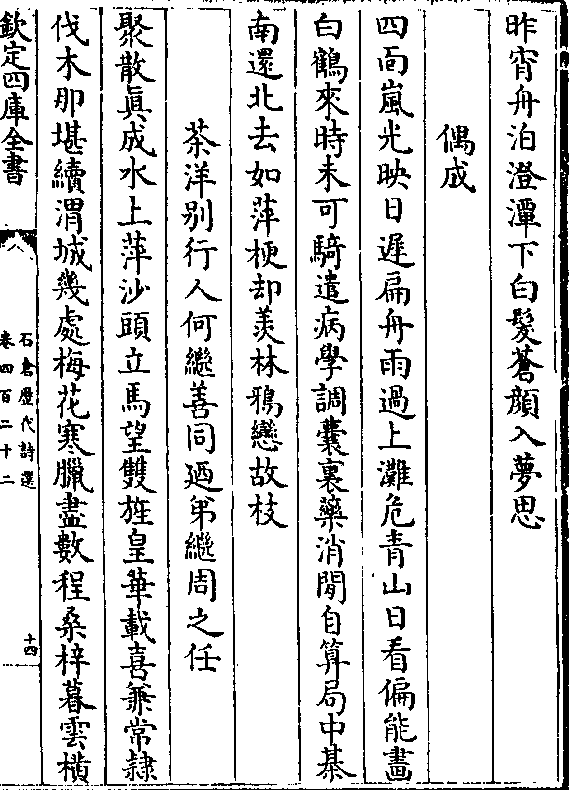 昨宵舟泊澄潭下白髪蒼顔入夢思
偶成
四面嵐光映日遲扁舟雨過上灘危青山日看偏能畵
白鶴來時未可騎遣病學調囊裏藥消閒自算局中棊
南還北去如萍梗却羨林鴉戀故枝
茶洋别行人何繼善同廼弟繼周之任
聚散真成水上萍沙頭立馬望雙旌皇華載喜兼常隷
伐木那堪續渭城幾處梅花寒臘盡數程桑梓暮雲横
欽定四庫全書
石倉歷代詩選
卷四百二十二
十四